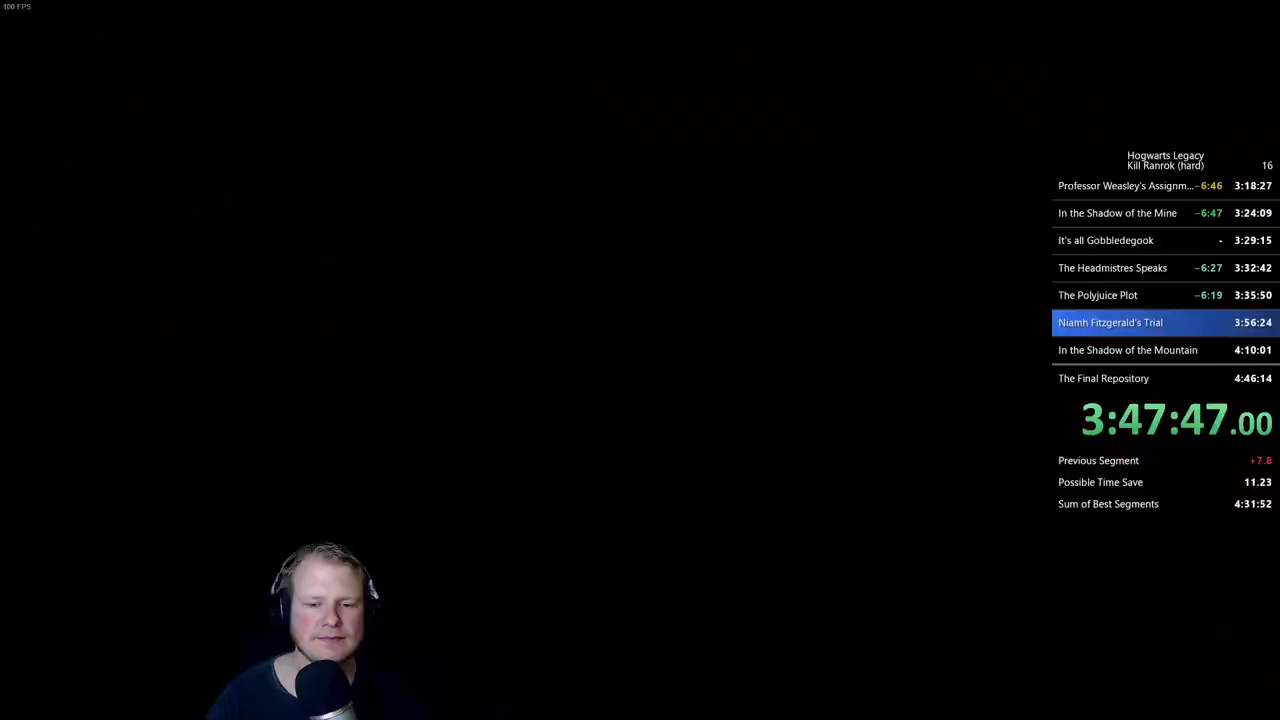 100 FPS
Hogwarts Legacy
Kill Ranrok (hard) 16
Professor Weasley's Assignm... −6:46 3:18:27
In the Shadow of the Mine −6:47 3:24:09
It's all Gobbledegook - 3:29:15
The Headmistres Speaks −6:27 3:32:42
The Polyjuice Plot −6:19 3:35:50
Niamh Fitzgerald's Trial 3:56:24
In the Shadow of the Mountain 4:10:01
The Final Repository 4:46:14
3:47:47.00
Previous Segment +7.8
Possible Time Save 11.23
Sum of Best Segments 4:31:52